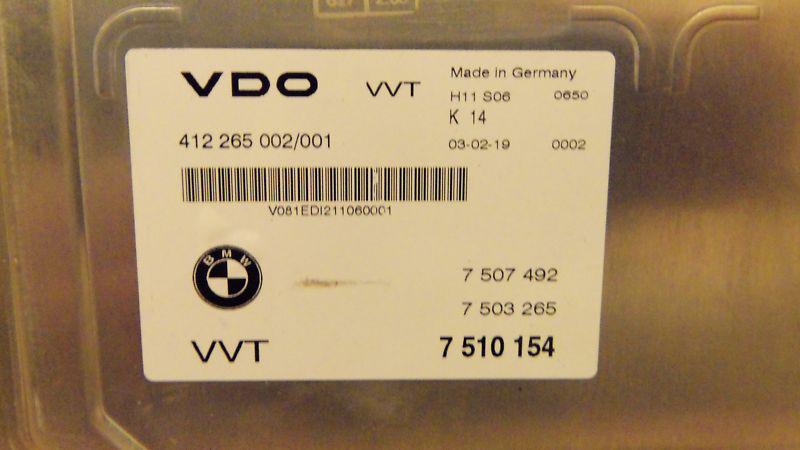 VDO VVT Made in Germany
H11 S06 0650
K 14
412 265 002/001 03-02-19 0002
V081EDI211060001
BMW
7 507 492
7 503 265
VVT 7 510 154